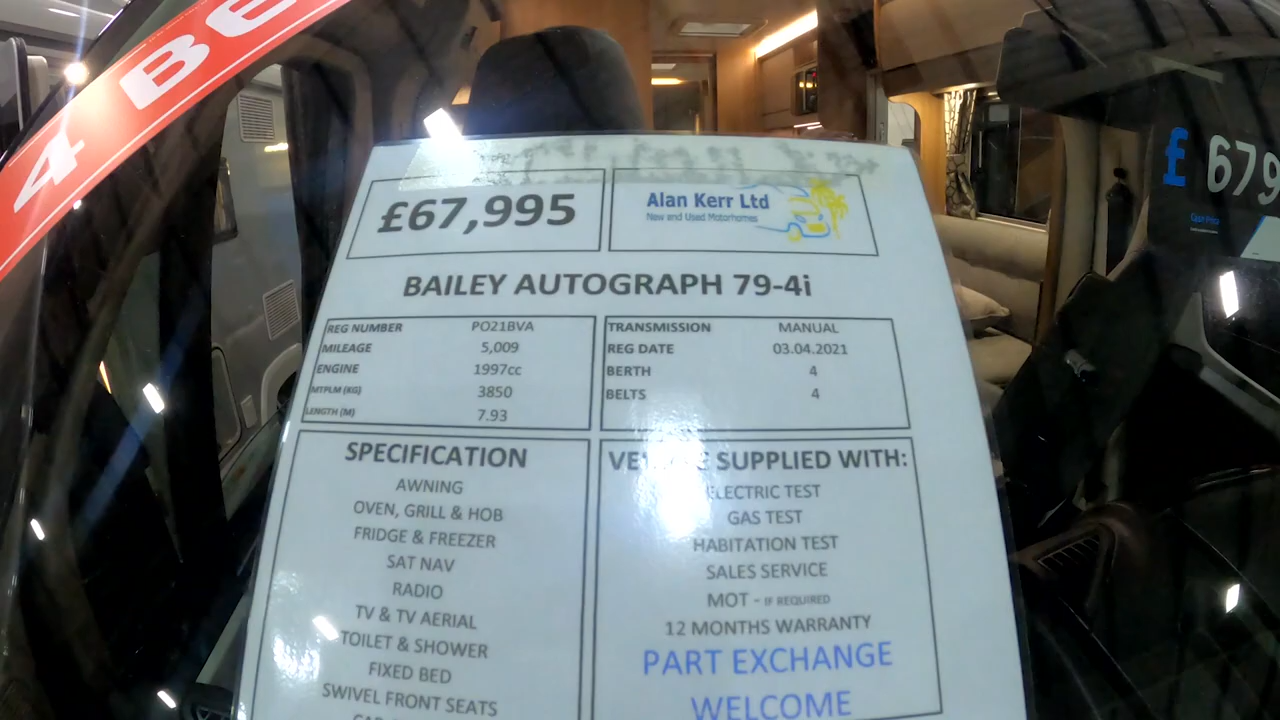 4 BE
£67,995
Alan Kerr Ltd
New and Used Motorhomes
BAILEY AUTOGRAPH 79-4i
REG NUMBER PO21BVA
MILEAGE 5,009
ENGINE 1997cc
MTPLM (KG) 3850
LENGTH (M) 7.93
TRANSMISSION MANUAL
REG DATE 03.04.2021
BERTH 4
BELTS 4
SPECIFICATION
AWNING
OVEN, GRILL & HOB
FRIDGE & FREEZER
SAT NAV
RADIO
TV & TV AERIAL
TOILET & SHOWER
FIXED BED
SWIVEL FRONT SEATS
SUPPLIED WITH:
ELECTRIC TEST
GAS TEST
HABITATION TEST
SALES SERVICE
MOT - IF REQUIRED
12 MONTHS WARRANTY
PART EXCHANGE
WELCOME
£ 679
Cash Price